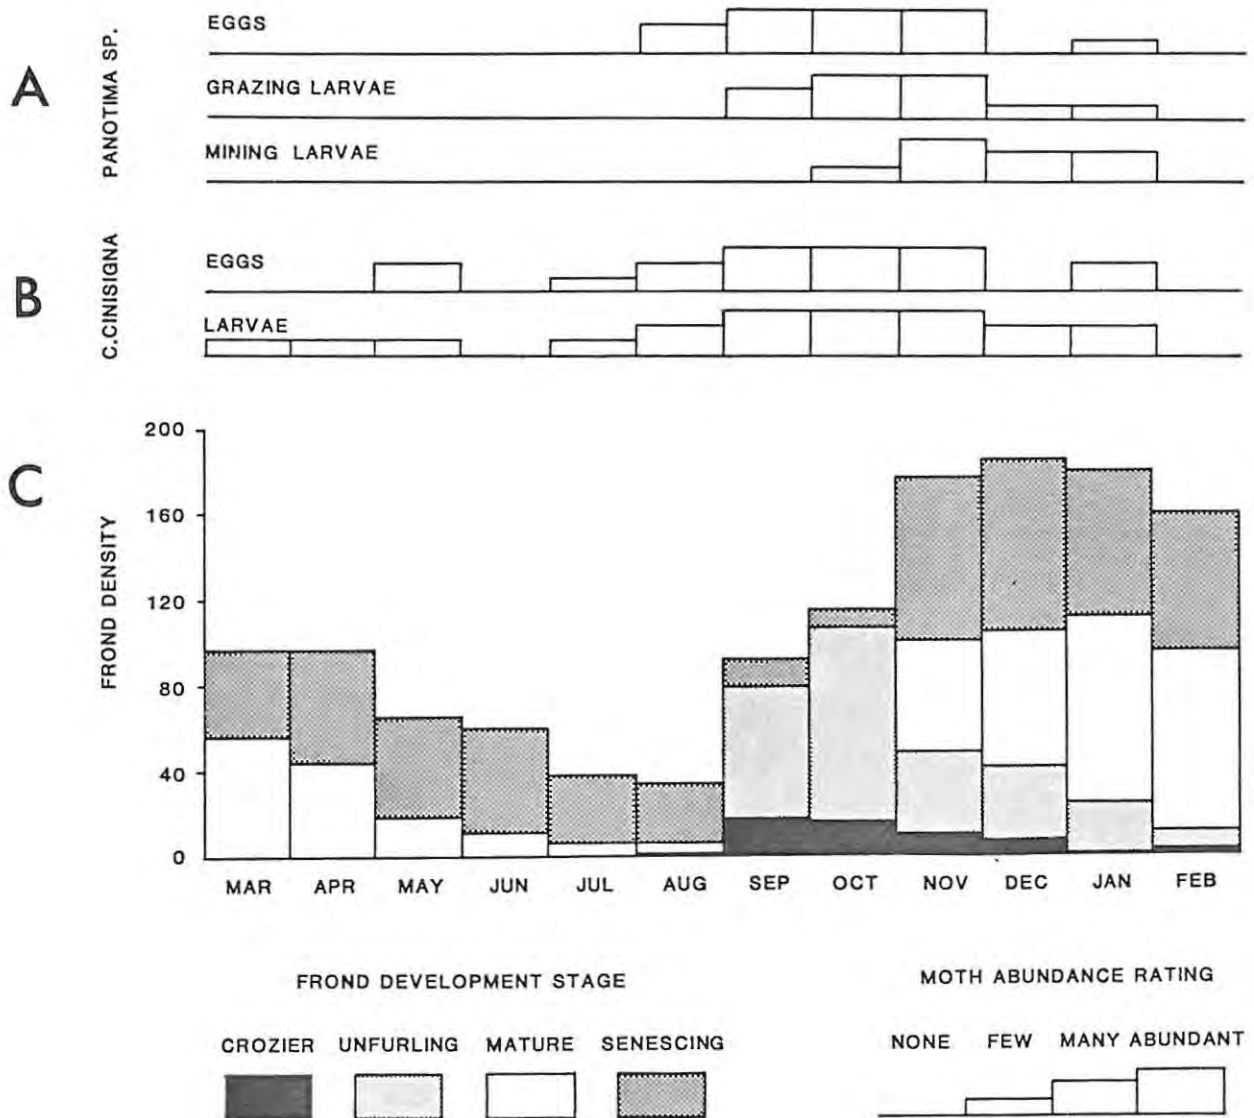 A
PANOTIMA SP.
EGGS
GRAZING LARVAE
MINING LARVAE
B
C.CINISIGNA
EGGS
LARVAE
C
FROND DENSITY
200
160
120
80
40
0
MAR APR MAY JUN JUL AUG SEP OCT NOV DEC JAN FEB
FROND DEVELOPMENT STAGE
CROZIER UNFURLING MATURE SENESCING
MOTH ABUNDANCE RATING
NONE FEW MANY ABUNDANT